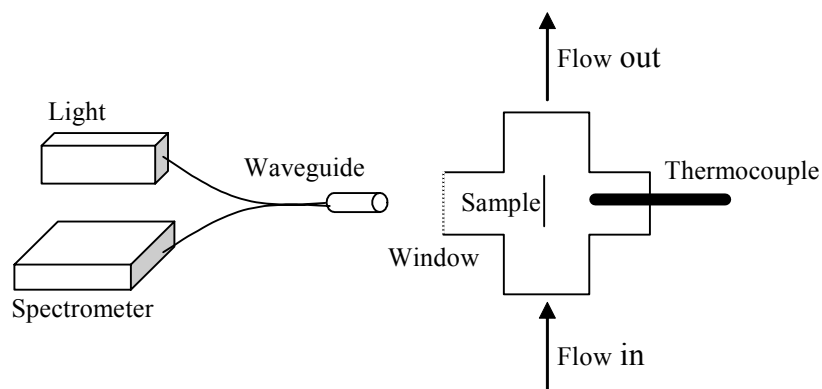 Flow out
Light
Waveguide
Thermocouple
Sample
Window
Spectrometer
Flow in